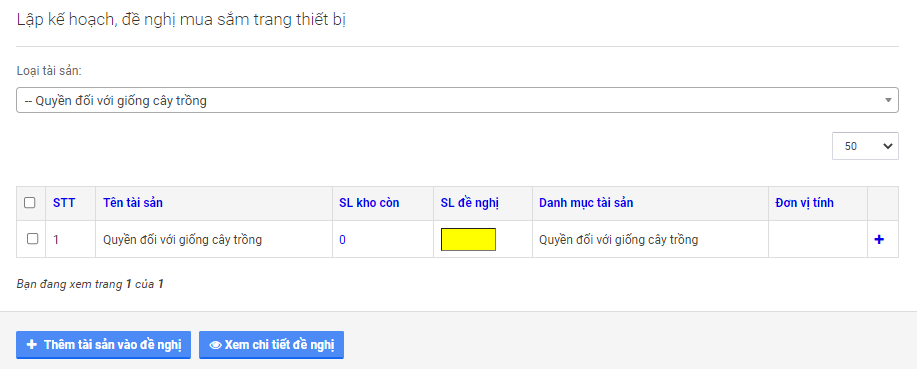 Lập kế hoạch, đề nghị mua sắm trang thiết bị
Loại tài sản:
-- Quyền đối với giống cây trồng
50
STT Tên tài sản SL kho còn SL đề nghị Danh mục tài sản Đơn vị tính
1 Quyền đối với giống cây trồng 0 Quyền đối với giống cây trồng
Bạn đang xem trang 1 của 1
Thêm tài sản vào đề nghị Xem chi tiết đề nghị